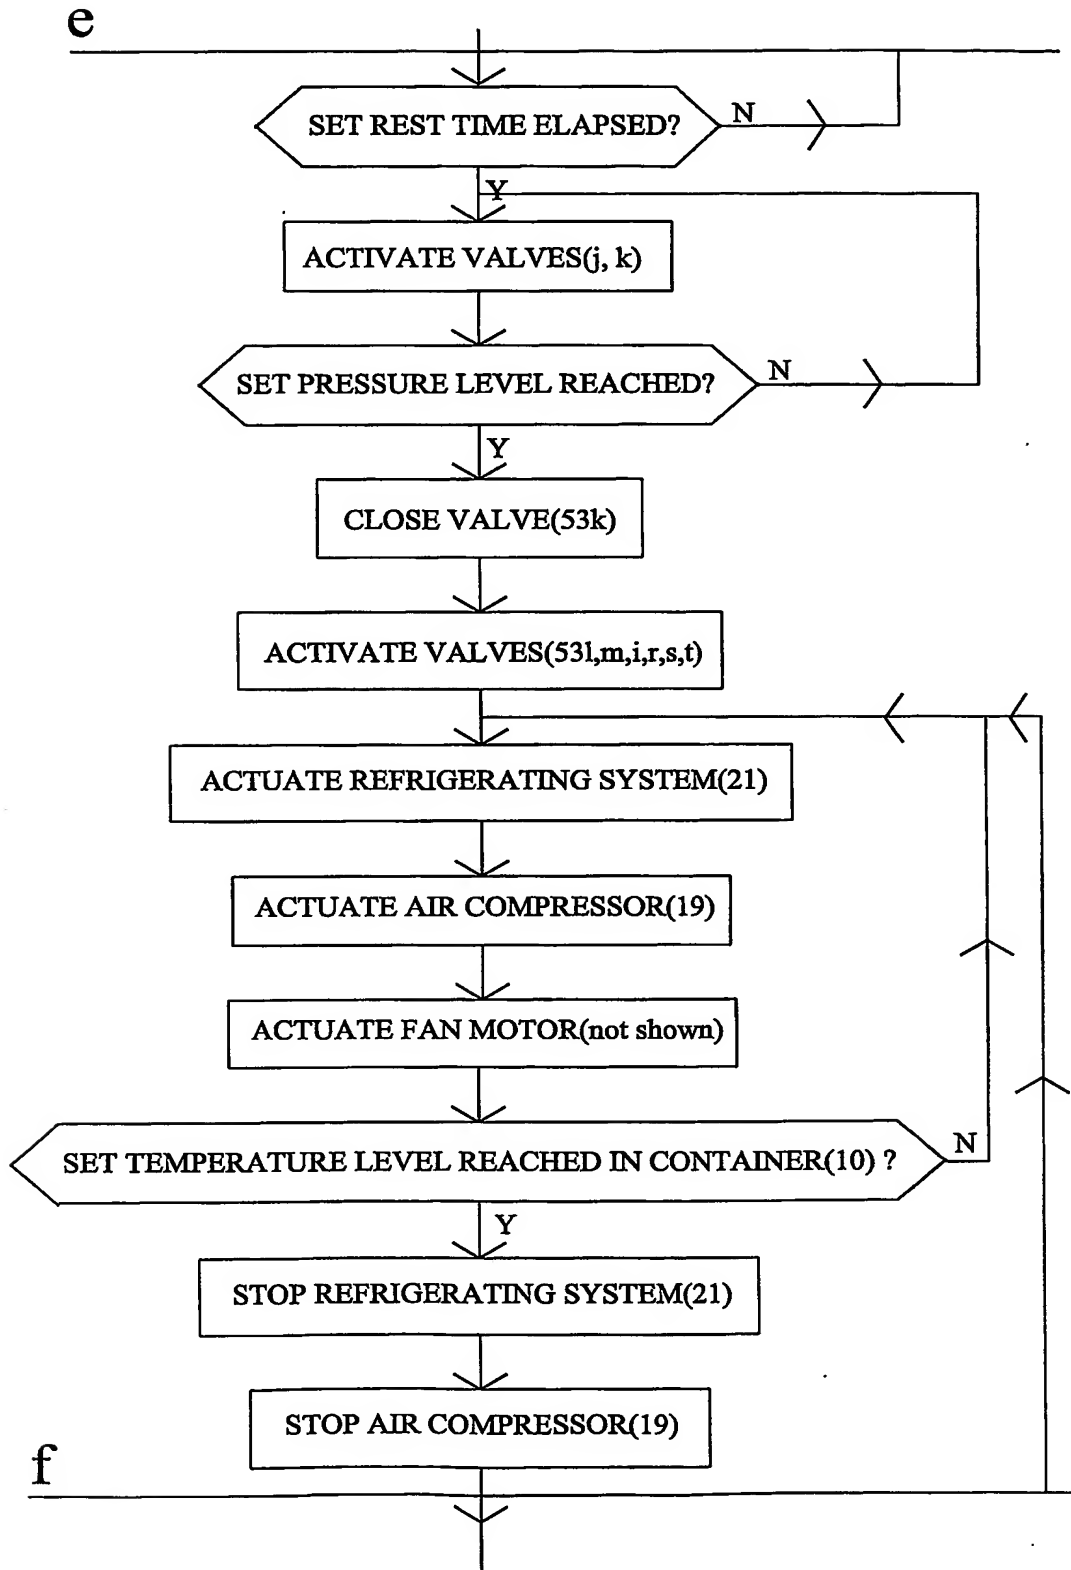 e
SET REST TIME ELAPSED?
N
Y
ACTIVATE VALVES(j, k)
SET PRESSURE LEVEL REACHED?
N
Y
CLOSE VALVE(53k)
ACTIVATE VALVES(53l,m,i,r,s,t)
ACTUATE REFRIGERATING SYSTEM(21)
ACTUATE AIR COMPRESSOR(19)
ACTUATE FAN MOTOR(not shown)
SET TEMPERATURE LEVEL REACHED IN CONTAINER(10) ?
N
Y
STOP REFRIGERATING SYSTEM(21)
STOP AIR COMPRESSOR(19)
f